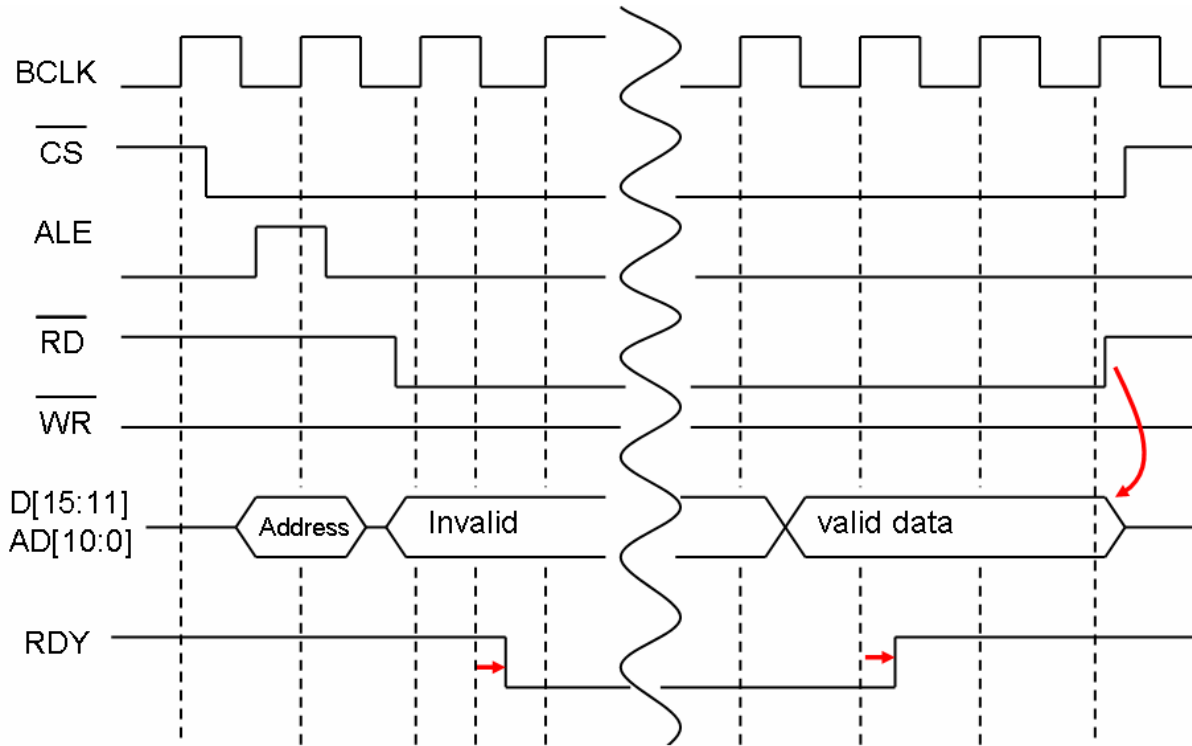 BCLK
CS
ALE
RD
WR
D[15:11]
AD[10:0]
Address
Invalid
valid data
RDY